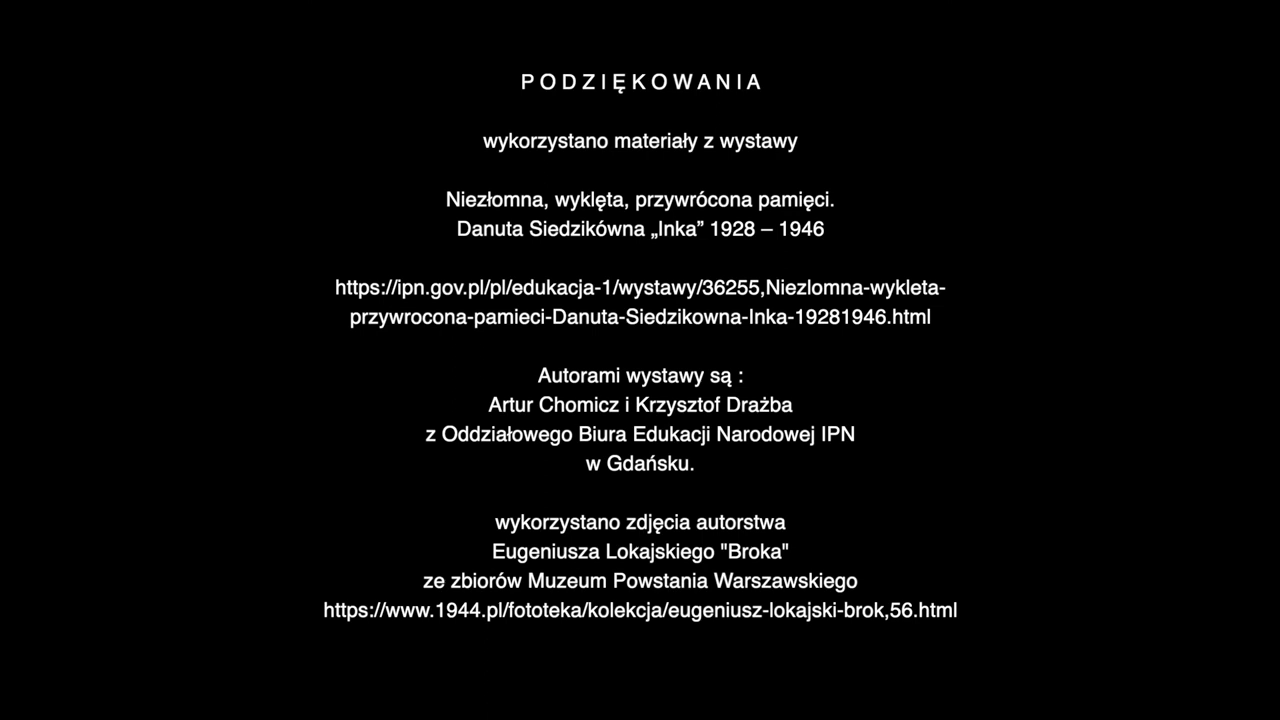 PODZIĘKOWANIA
wykorzystano materiały z wystawy
Niezłomna, wyklęta, przywrócona pamięci.
Danuta Siedzikówna „Inka” 1928 – 1946
https://ipn.gov.pl/pl/edukacja-1/wystawy/36255,Niezlomna-wykleta-
przywrocona-pamieci-Danuta-Siedzikowna-Inka-19281946.html
Autorami wystawy są :
Artur Chomicz i Krzysztof Drażba
z Oddziałowego Biura Edukacji Narodowej IPN
w Gdańsku.
wykorzystano zdjęcia autorstwa
Eugeniusza Lokajskiego "Broka"
ze zbiorów Muzeum Powstania Warszawskiego
https://www.1944.pl/fototeka/kolekcja/eugeniusz-lokajski-brok,56.html